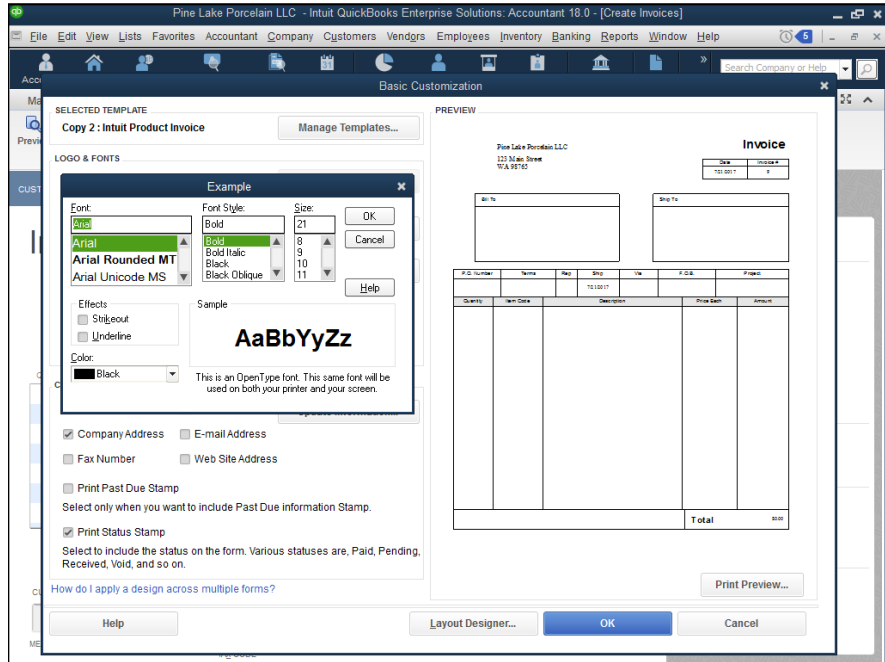 Pine Lake Porcelain LLC - Intuit QuickBooks Enterprise Solutions: Accountant 18.0 - [Create Invoices]
File Edit View Lists Favorites Accountant Company Customers Vendors Employees Inventory Banking Reports Window Help
5
31
»
Search Company or Help
Basic Customization
SELECTED TEMPLATE
Copy 2 : Intuit Product Invoice
Manage Templates...
LOGO & FONTS
Example
Font:
Font Style:
Size:
Arial
Bold
21
OK
Arial
Arial Rounded MT
Arial Unicode MS
Bold
Bold Italic
Black
Black Oblique
8
9
10
11
Cancel
Help
Effects
Strikeout
Underline
Sample
AaBbYyZz
Color:
Black
This is an OpenType font. This same font will be
used on both your printer and your screen.
Company Address
E-mail Address
Fax Number
Web Site Address
Print Past Due Stamp
Select only when you want to include Past Due information Stamp.
Print Status Stamp
Select to include the status on the form. Various statuses are, Paid, Pending,
Received, Void, and so on.
How do I apply a design across multiple forms?
Help
Layout Designer...
OK
Cancel
PREVIEW
Pine Lake Porcelain LLC
123 Main Street
WA 98765
Invoice
Date
Invoice #
9
Bill To
Ship To
P.O. Number
Terms
Rep
Ship
Via
F.O.B.
Project
Quantity
Item Code
Description
Price Each
Amount
Total
$0.00
Print Preview...